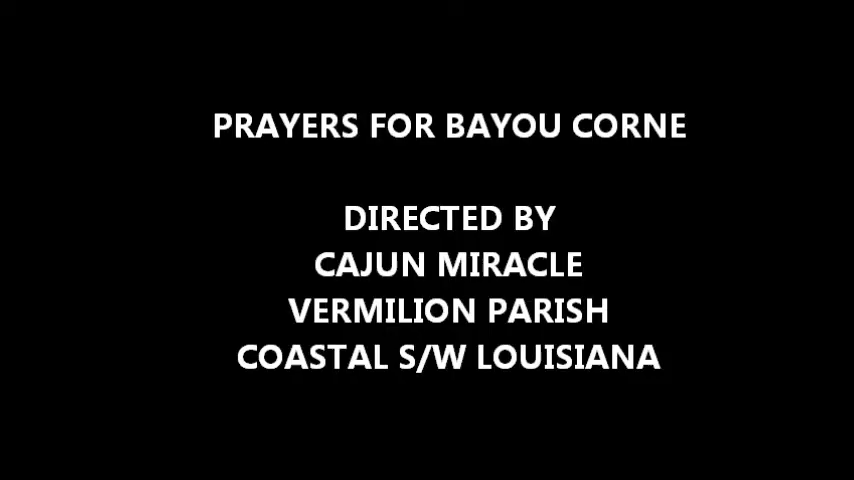 PRAYERS FOR BAYOU CORNE
DIRECTED BY
CAJUN MIRACLE
VERMILION PARISH
COASTAL S/W LOUISIANA